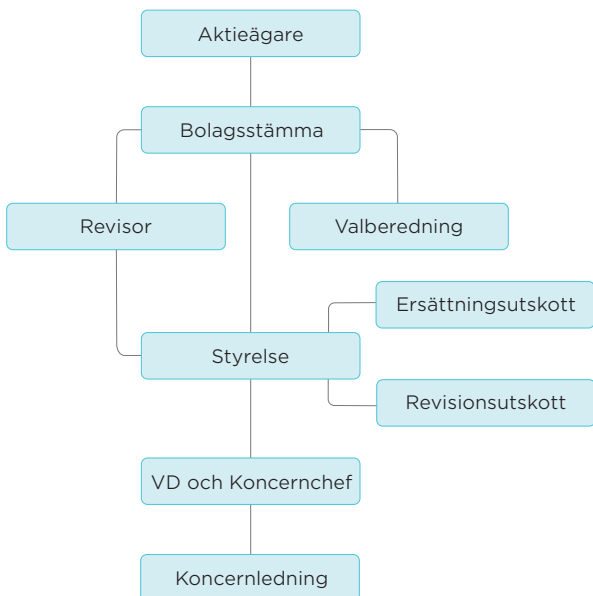 Aktieägare
Bolagsstämma
Revisor
Valberedning
Ersättningsutskott
Styrelse
Revisionsutskott
VD och Koncernchef
Koncernledning